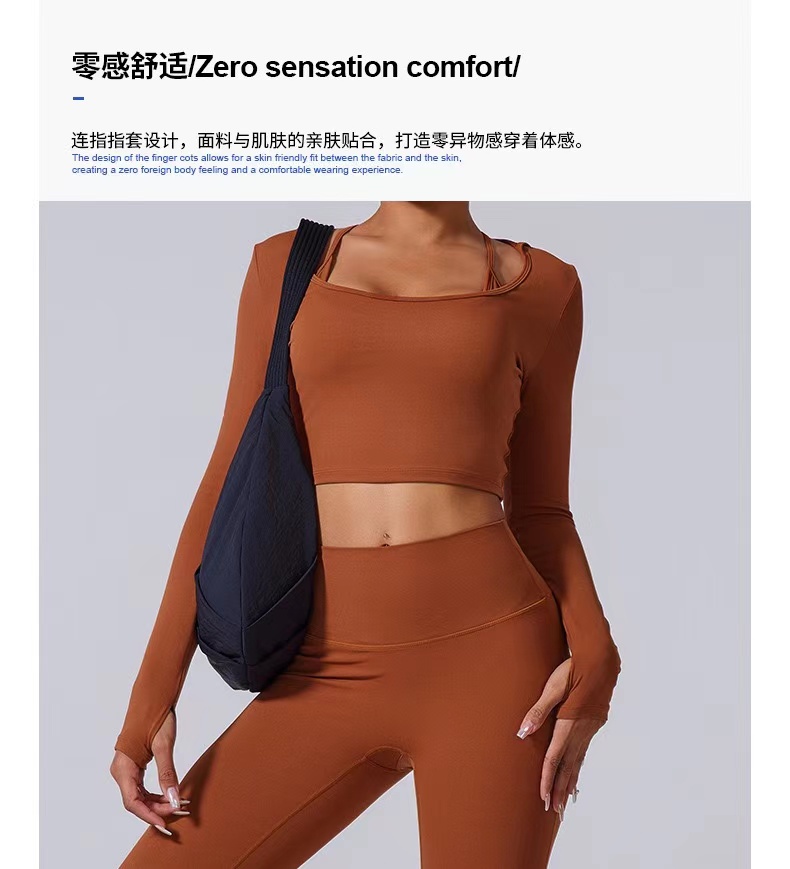 零感舒适/Zero sensation comfort/
连指指套设计，面料与肌肤的亲肤贴合，打造零异物感穿着体感。
The design of the finger cots allows for a skin friendly fit between the fabric and the skin,
creating a zero foreign body feeling and a comfortable wearing experience.